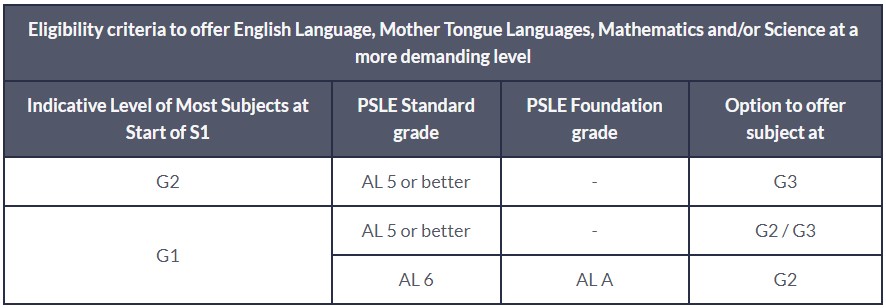 Eligibility criteria to offer English Language, Mother Tongue Languages, Mathematics and/or Science at a
more demanding level
Indicative Level of Most Subjects at
Start of S1
PSLE Standard
grade
PSLE Foundation
grade
Option to offer
subject at
G2
AL 5 or better
-
G3
G1
AL 5 or better
-
G2 / G3
AL 6
AL A
G2